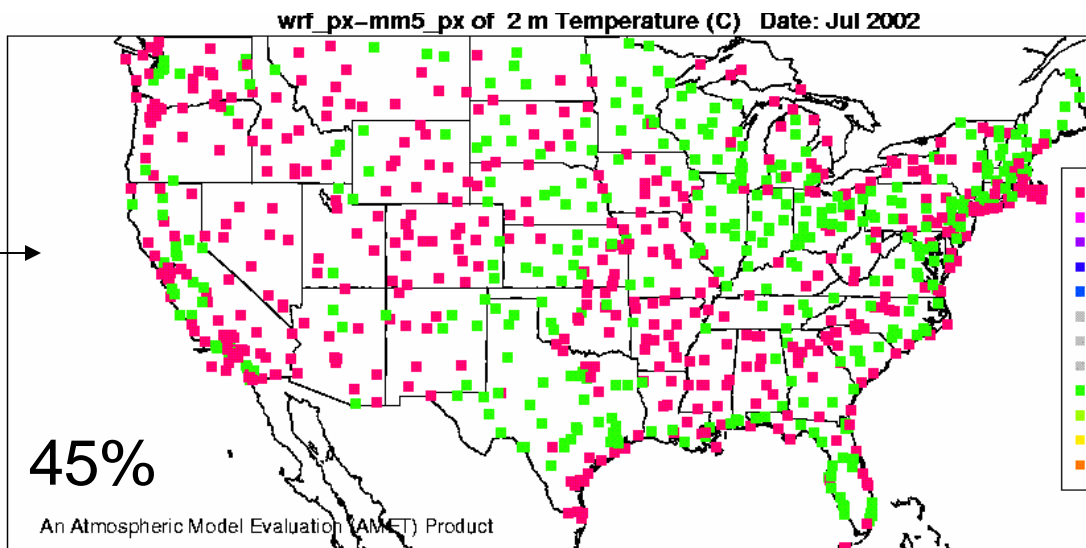 wrf_px-mm5_px of 2 m Temperature (C) Date: Jul 2002
45%
An Atmospheric Model Evaluation (AMET) Product